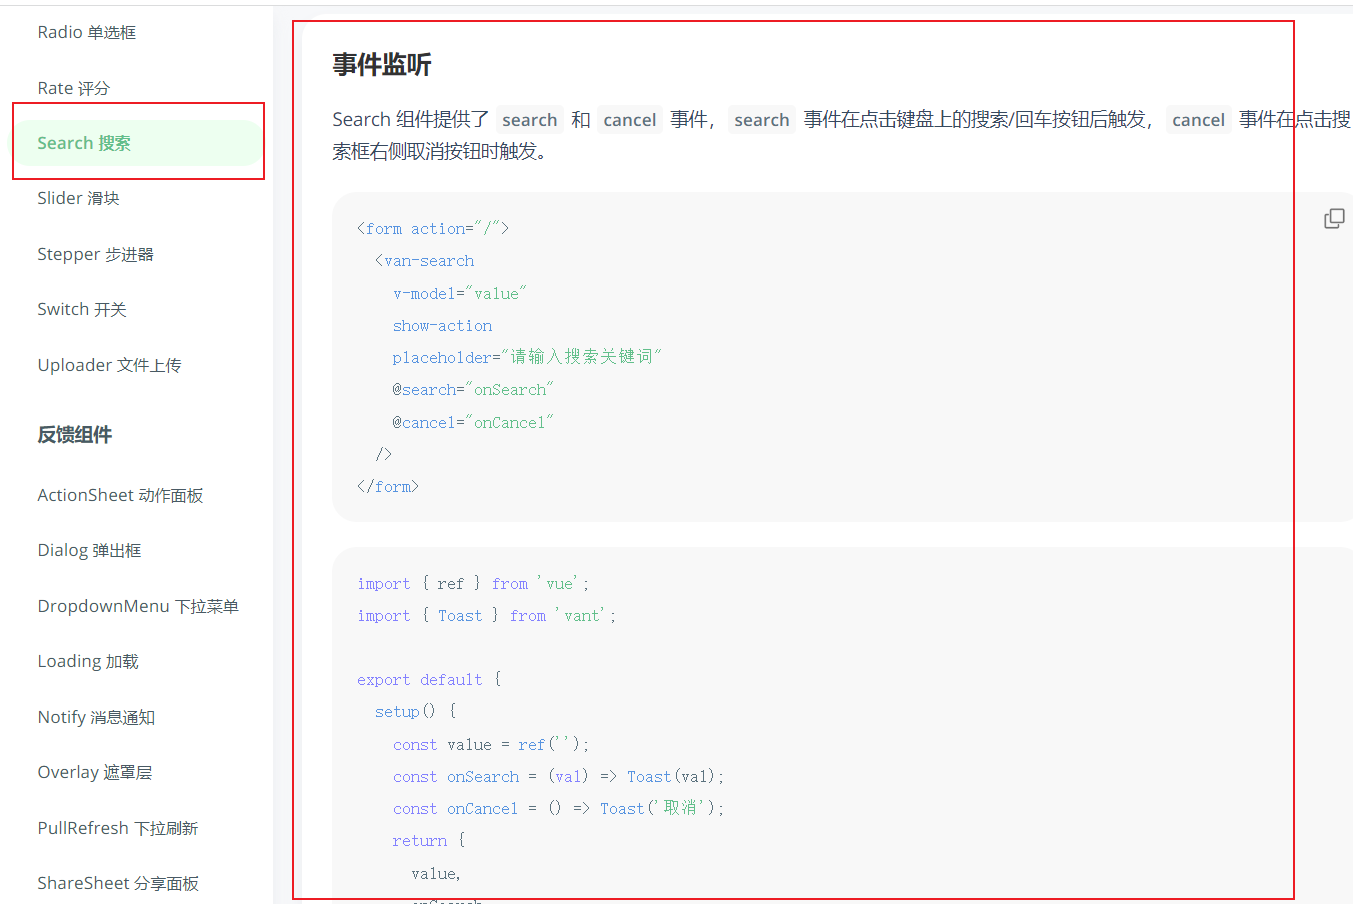 Radio 单选框
Rate 评分
Search 搜索
Slider 滑块
Stepper 步进器
Switch 开关
Uploader 文件上传
反馈组件
ActionSheet 动作面板
Dialog 弹出框
DropdownMenu 下拉菜单
Loading 加载
Notify 消息通知
Overlay 遮罩层
PullRefresh 下拉刷新
ShareSheet 分享面板
事件监听
Search 组件提供了 search 和 cancel 事件，search 事件在点击键盘上的搜索/回车按钮后触发，cancel 事件在点击搜
索框右侧取消按钮时触发。
<form action="/">
  <van-search
    v-model="value"
    show-action
    placeholder="请输入搜索关键词"
    @search="onSearch"
    @cancel="onCancel"
  />
</form>
import { ref } from 'vue';
import { Toast } from 'vant';
export default {
  setup() {
    const value = ref('');
    const onSearch = (val) => Toast(val);
    const onCancel = () => Toast('取消');
    return {
      value,